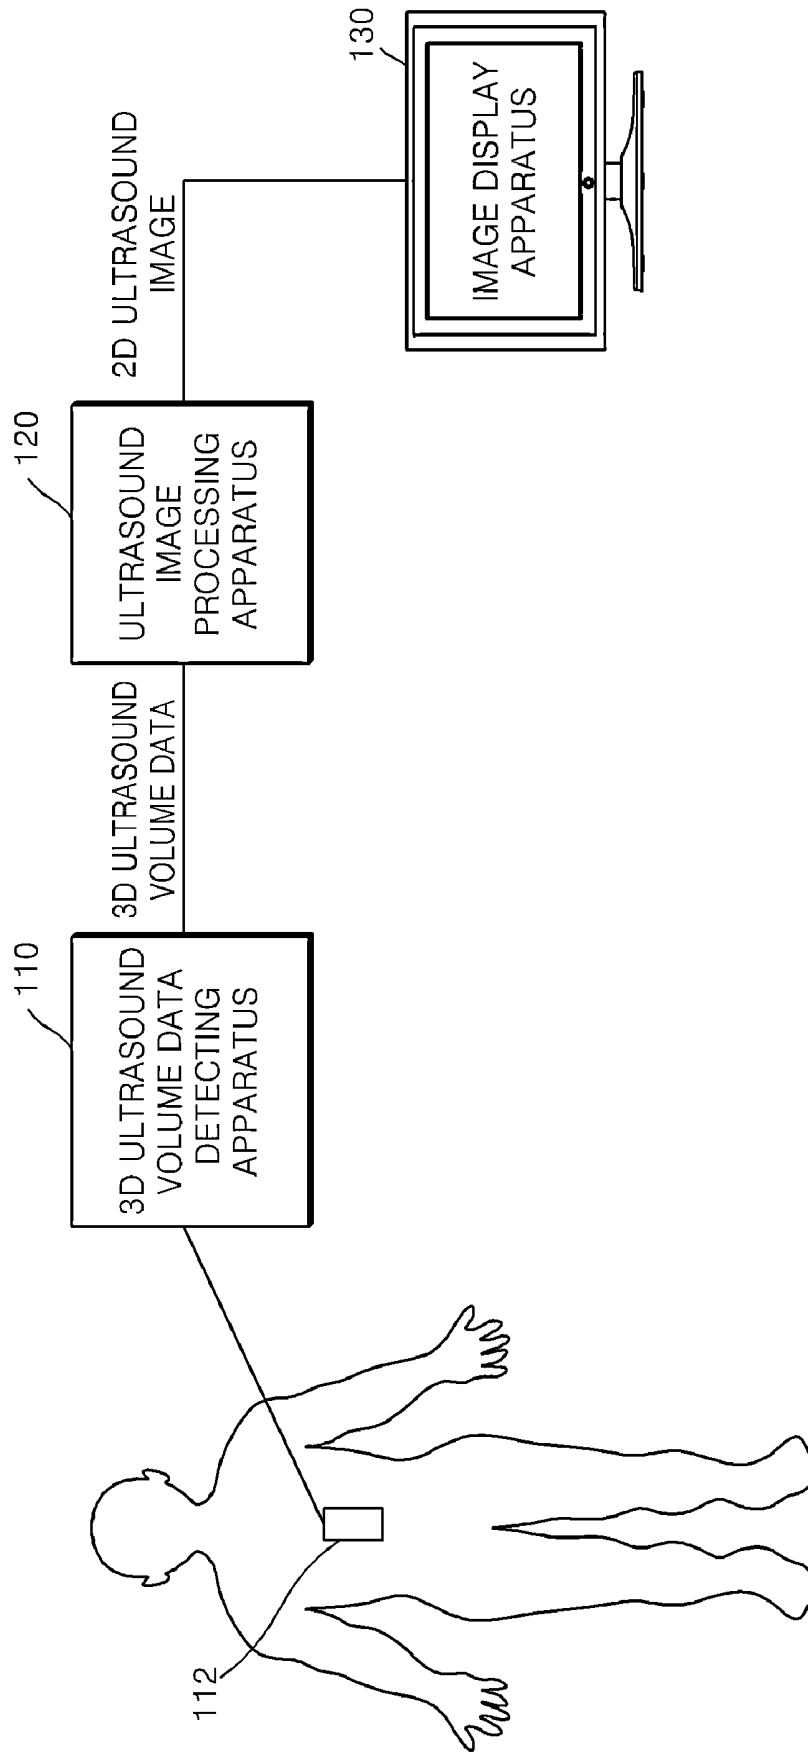 112
110
3D ULTRASOUND
VOLUME DATA
DETECTING
APPARATUS
3D ULTRASOUND
VOLUME DATA
120
ULTRASOUND
IMAGE
PROCESSING
APPARATUS
2D ULTRASOUND
IMAGE
130
IMAGE DISPLAY
APPARATUS